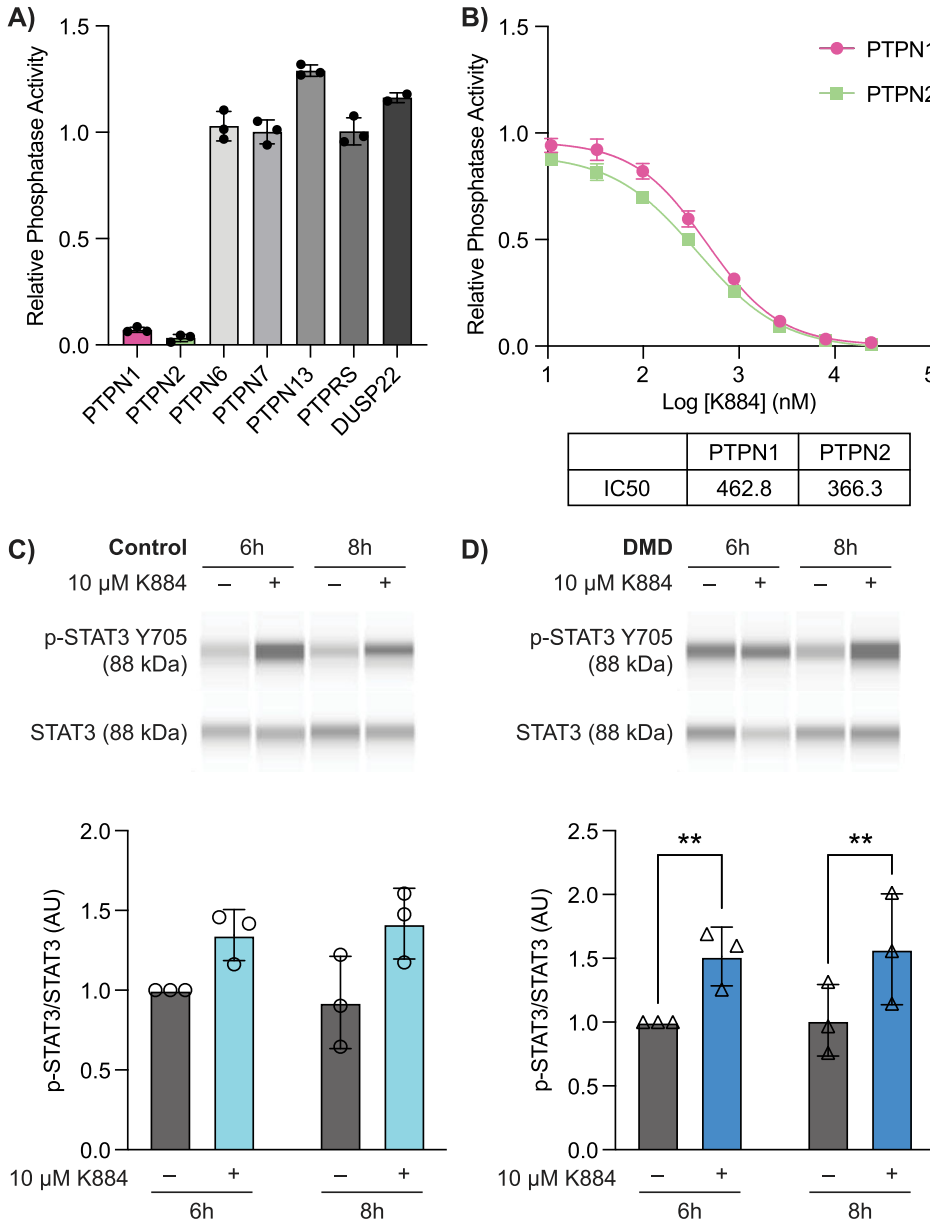 A)
1.5
1.0
0.5
0.0
Relative Phosphatase Activity
PTPN1
PTPN2
PTPN6
PTPN7
PTPN13
PTPRS
DUSP22
B)
1.5
1.0
0.5
0.0
Relative Phosphatase Activity
PTPN1
PTPN2
1 2 3 4 5
Log [K884] (nM)
PTPN1 PTPN2
IC50 462.8 366.3
C)
Control 6h 8h
10 µM K884 – + – +
p-STAT3 Y705
(88 kDa)
STAT3 (88 kDa)
2.0
1.5
1.0
0.5
0.0
p-STAT3/STAT3 (AU)
10 µM K884 – + – +
6h 8h
D)
DMD 6h 8h
10 µM K884 – + – +
p-STAT3 Y705
(88 kDa)
STAT3 (88 kDa)
2.5
2.0
1.5
1.0
0.5
0.0
p-STAT3/STAT3 (AU)
** **
10 µM K884 – + – +
6h 8h